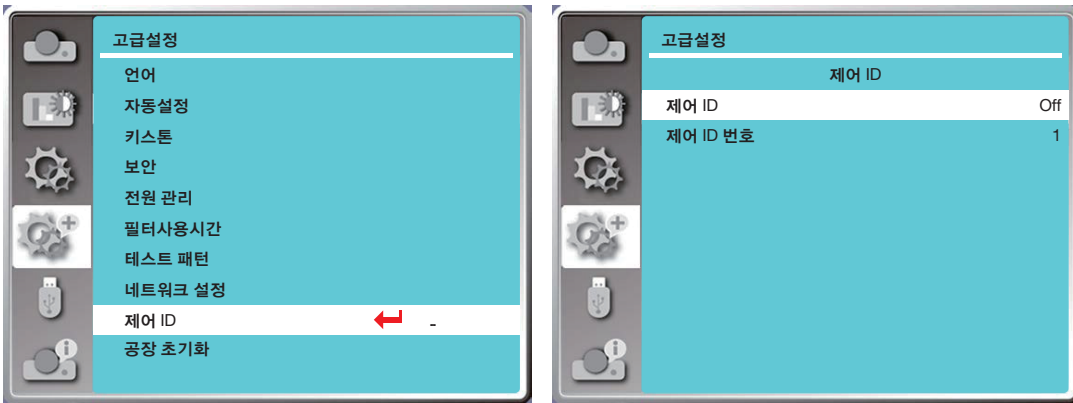 고급설정
언어
자동설정
키스톤
보안
전원 관리
필터사용시간
테스트 패턴
네트워크 설정
제어 ID -
공장 초기화
고급설정
제어 ID
제어 ID Off
제어 ID 번호 1